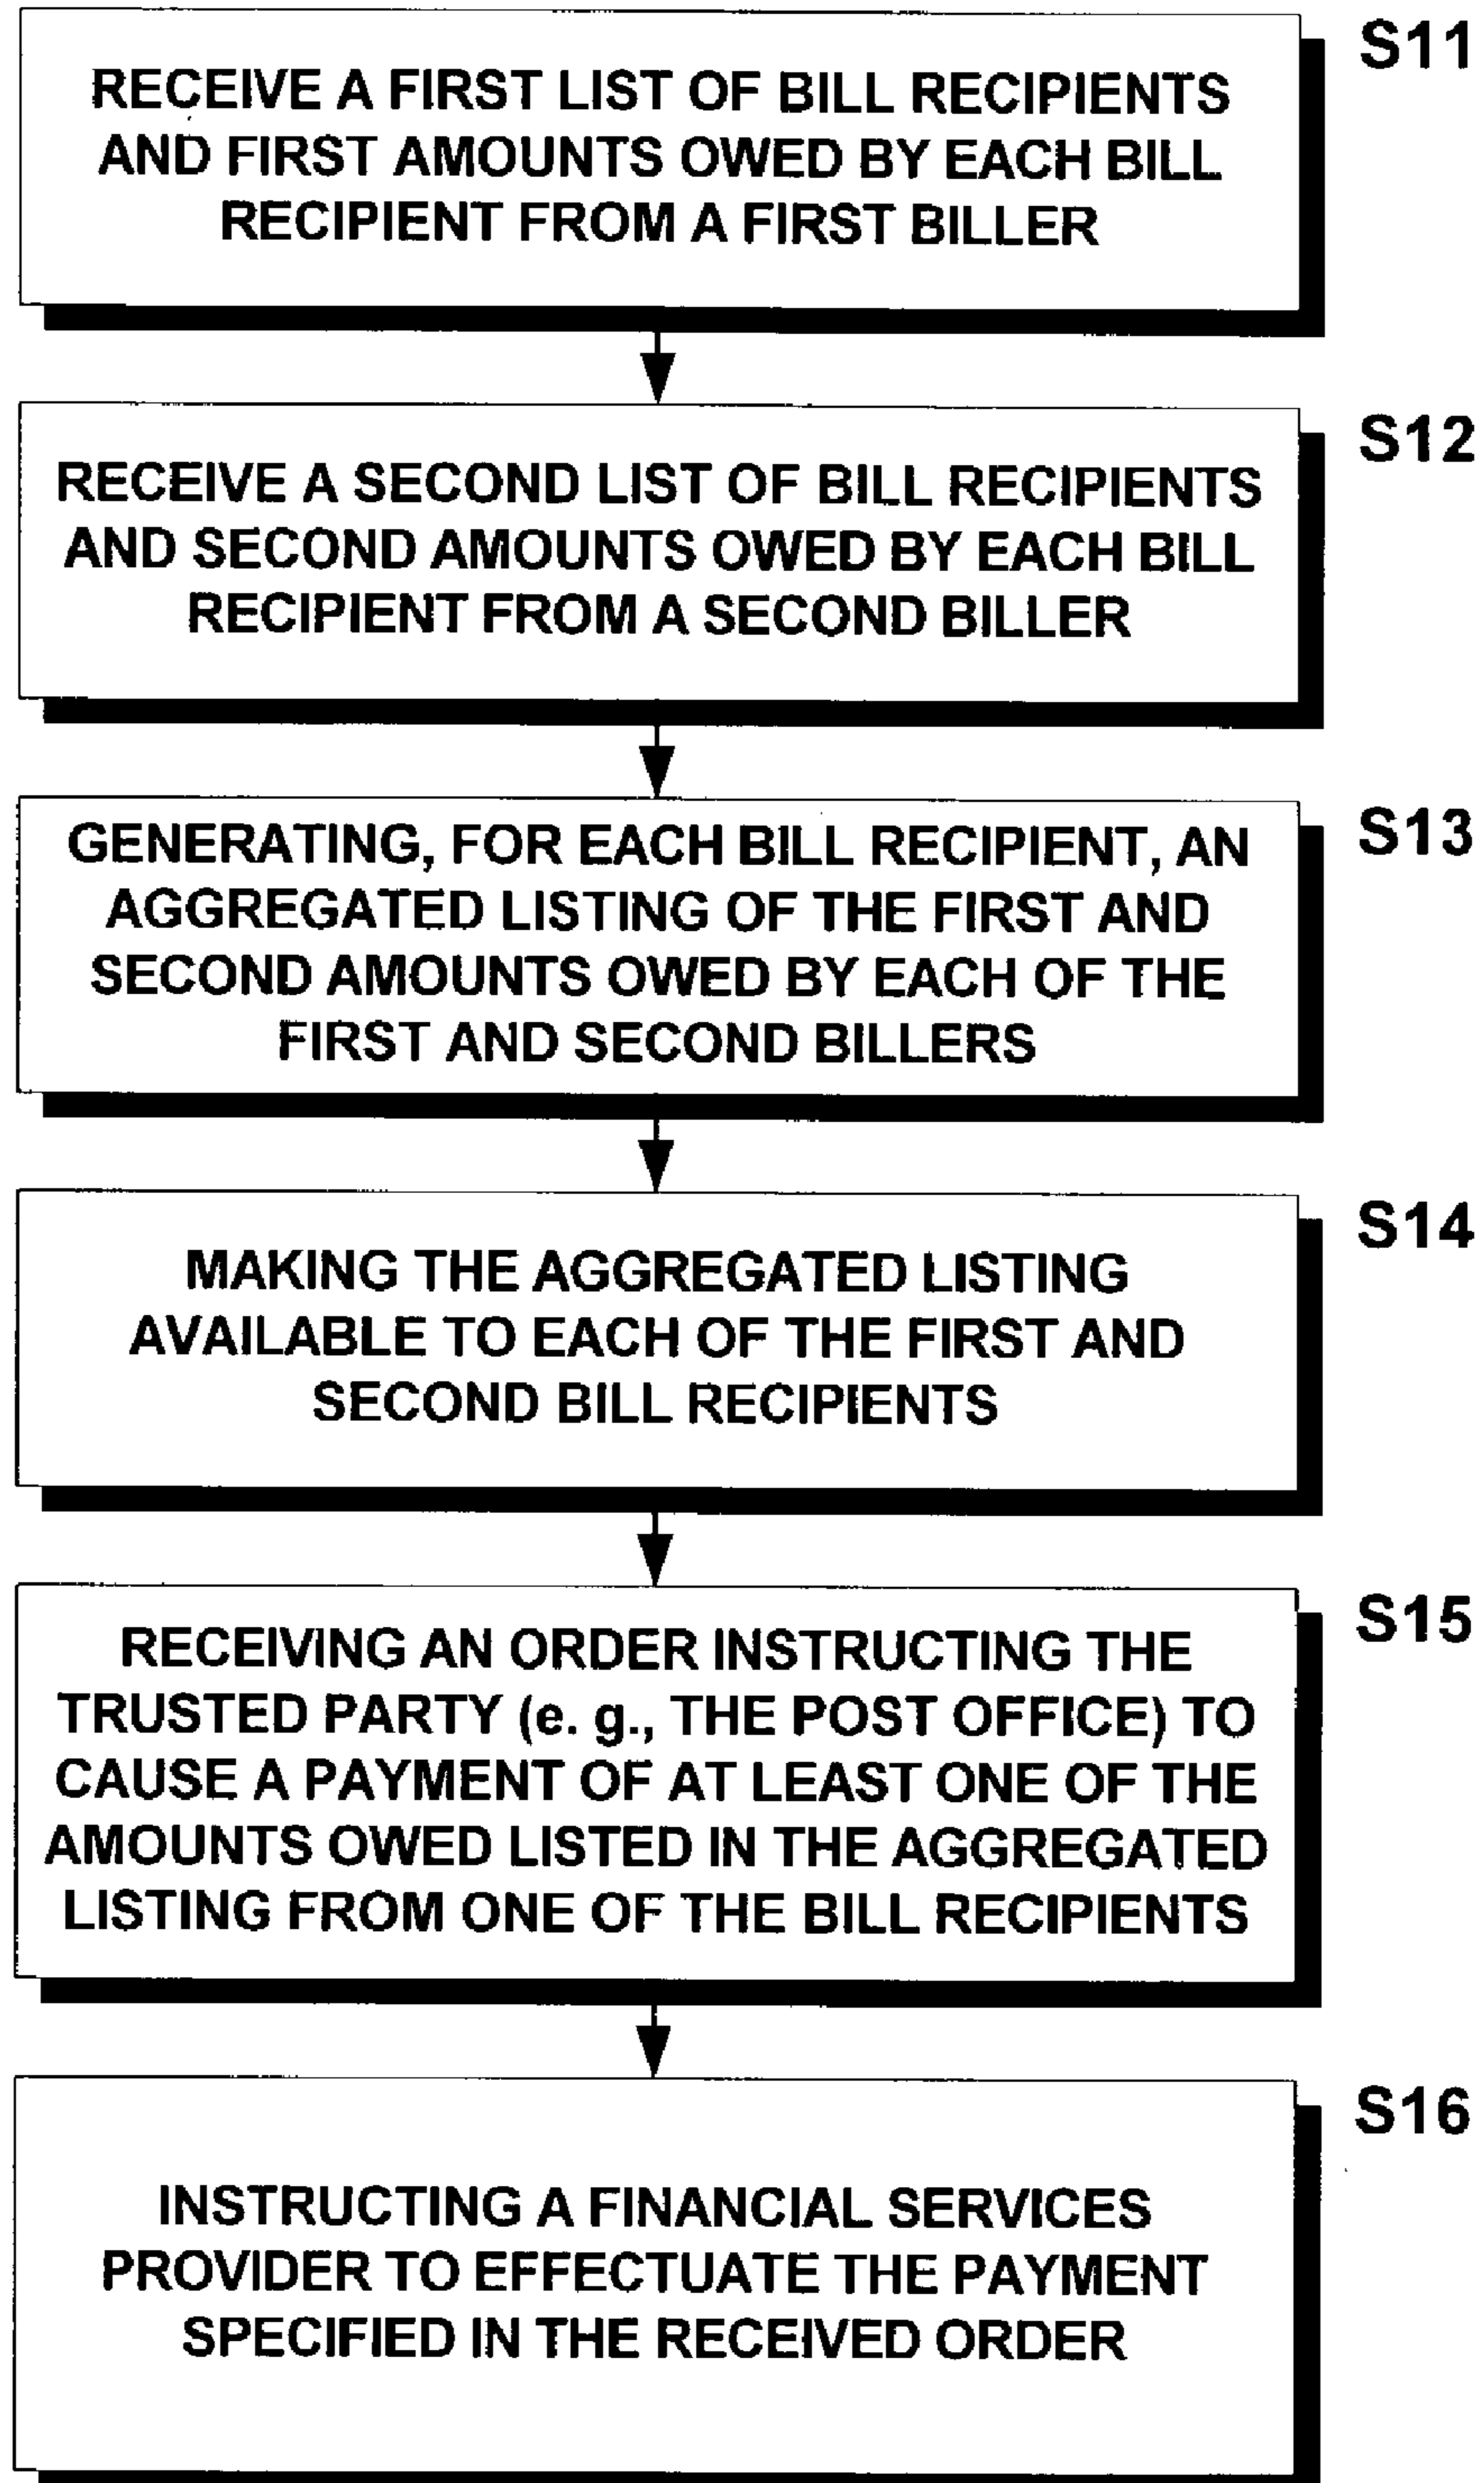 S11
RECEIVE A FIRST LIST OF BILL RECIPIENTS
AND FIRST AMOUNTS OWED BY EACH BILL
RECIPIENT FROM A FIRST BILLER
S12
RECEIVE A SECOND LIST OF BILL RECIPIENTS
AND SECOND AMOUNTS OWED BY EACH BILL
RECIPIENT FROM A SECOND BILLER
S13
GENERATING, FOR EACH BILL RECIPIENT, AN
AGGREGATED LISTING OF THE FIRST AND
SECOND AMOUNTS OWED BY EACH OF THE
FIRST AND SECOND BILLERS
S14
MAKING THE AGGREGATED LISTING
AVAILABLE TO EACH OF THE FIRST AND
SECOND BILL RECIPIENTS
S15
RECEIVING AN ORDER INSTRUCTING THE
TRUSTED PARTY (e. g., THE POST OFFICE) TO
CAUSE A PAYMENT OF AT LEAST ONE OF THE
AMOUNTS OWED LISTED IN THE AGGREGATED
LISTING FROM ONE OF THE BILL RECIPIENTS
S16
INSTRUCTING A FINANCIAL SERVICES
PROVIDER TO EFFECTUATE THE PAYMENT
SPECIFIED IN THE RECEIVED ORDER